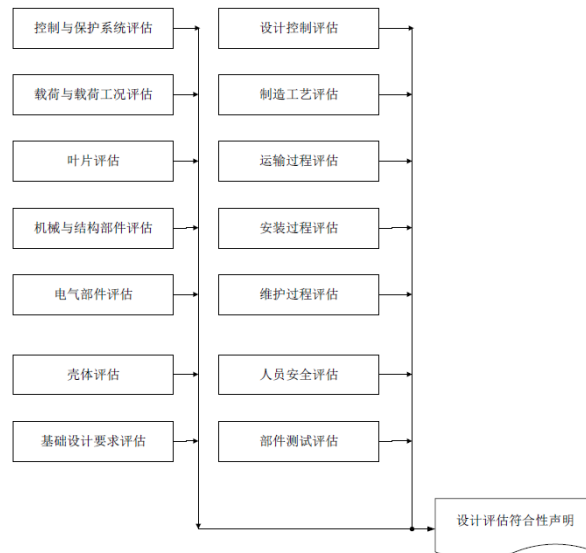 控制与保护系统评估
设计控制评估
载荷与载荷工况评估
制造工艺评估
叶片评估
运输过程评估
机械与结构部件评估
安装过程评估
电气部件评估
维护过程评估
壳体评估
人员安全评估
基础设计要求评估
部件测试评估
设计评估符合性声明